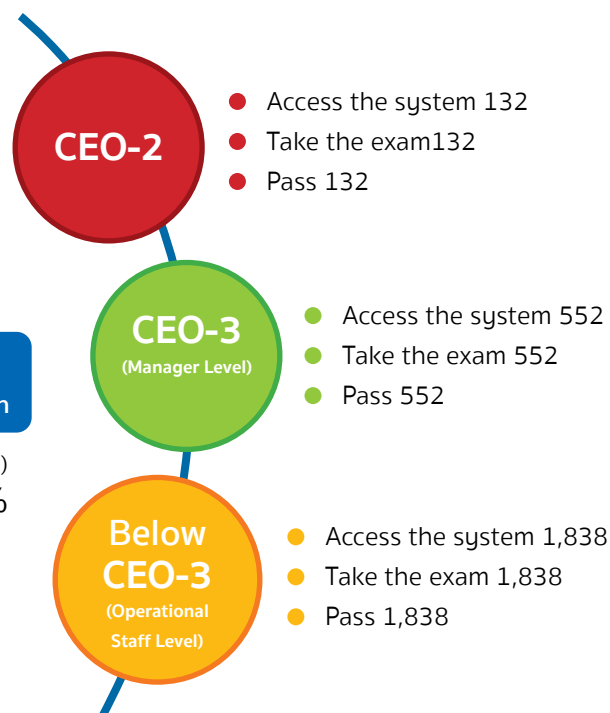 CEO-2
Access the system 132
Take the exam132
Pass 132
CEO-3
(Manager Level)
Access the system 552
Take the exam 552
Pass 552
)
%
Below
CEO-3
(Operational
Staff Level)
Access the system 1,838
Take the exam 1,838
Pass 1,838